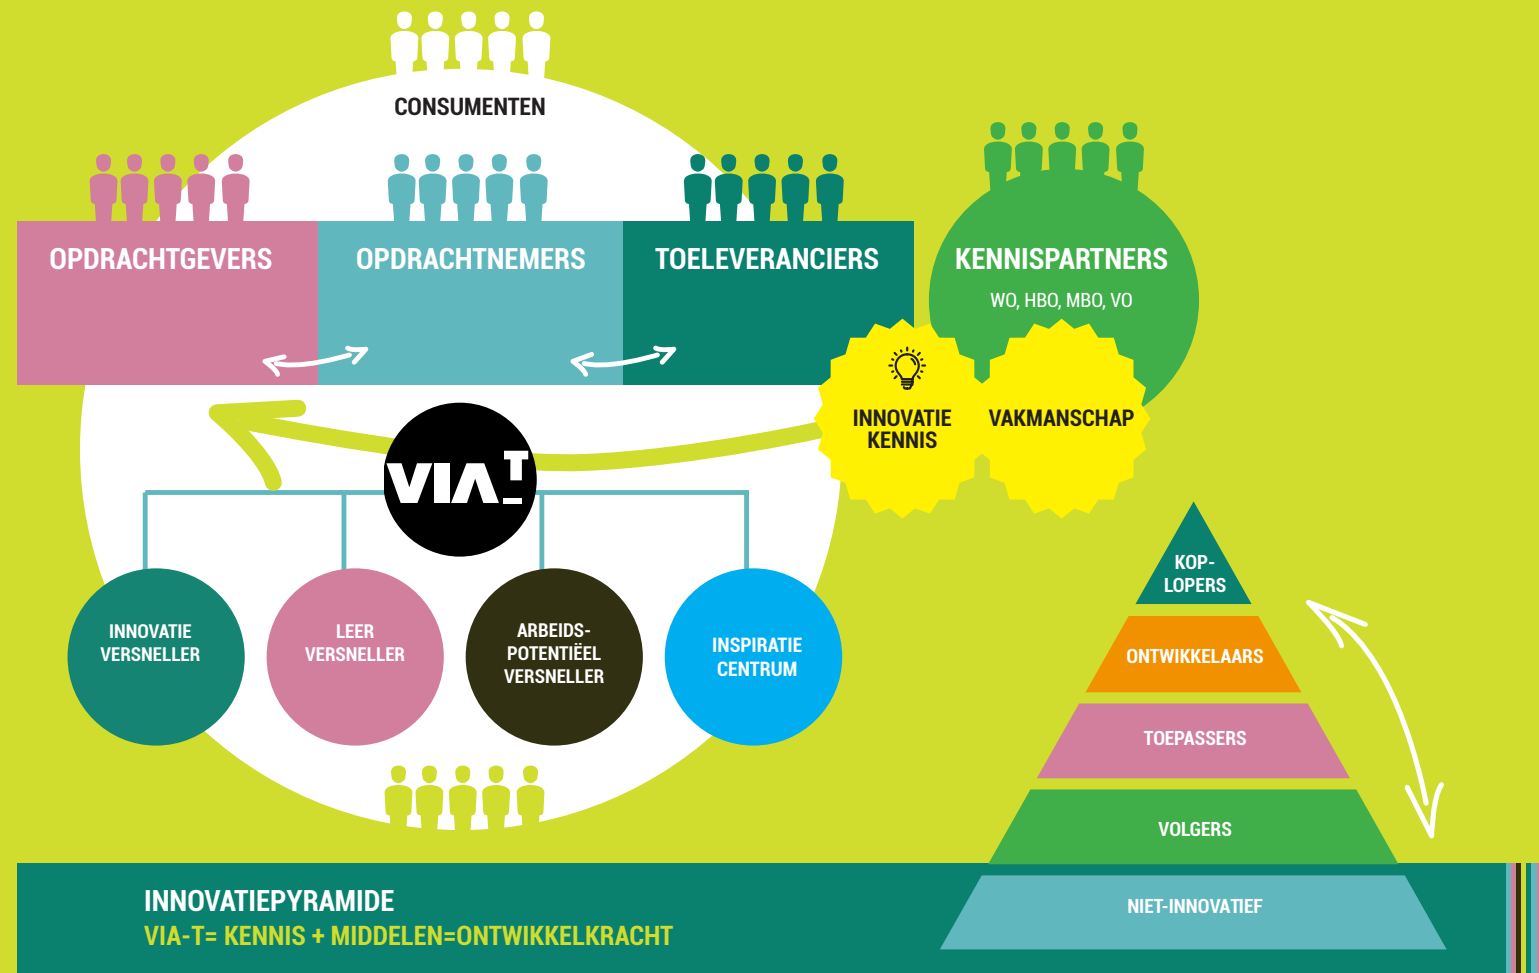 CONSUMENTEN
OPDRACHTGEVERS
OPDRACHTNEMERS
TOELEVERANCIERS
KENNISPARTNERS
WO, HBO, MBO, VO
INNOVATIE
KENNIS
VAKMANSCHAP
VIA-T
INNOVATIE
VERSNELLER
LEER
VERSNELLER
ARBEIDS-
POTENTIËEL
VERSNELLER
INSPIRATIE
CENTRUM
KOP-
LOPERS
ONTWIKKELAARS
TOEPASSERS
VOLGERS
NIET-INNOVATIEF
INNOVATIEPYRAMIDE
VIA-T= KENNIS + MIDDELEN=ONTWIKKELKRACHT